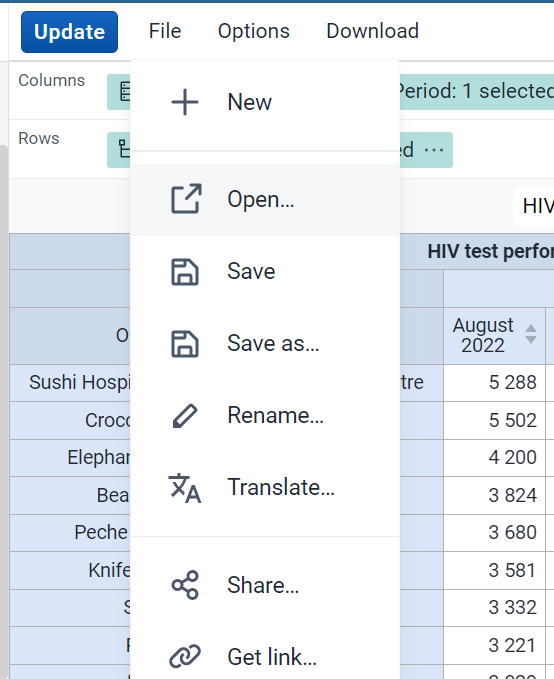 Update File Options Download
Columns Period: 1 selected
Rows ed ...
New
Open...
Save
Save as...
Rename...
Translate...
Share...
Get link...
HIV
HIV test perfor
O August
2022
Sushi Hospi tre 5 288
Croco 5 502
Elephan 4 200
Bea 3 824
Peche 3 680
Knife 3 581
S 3 332
3 221